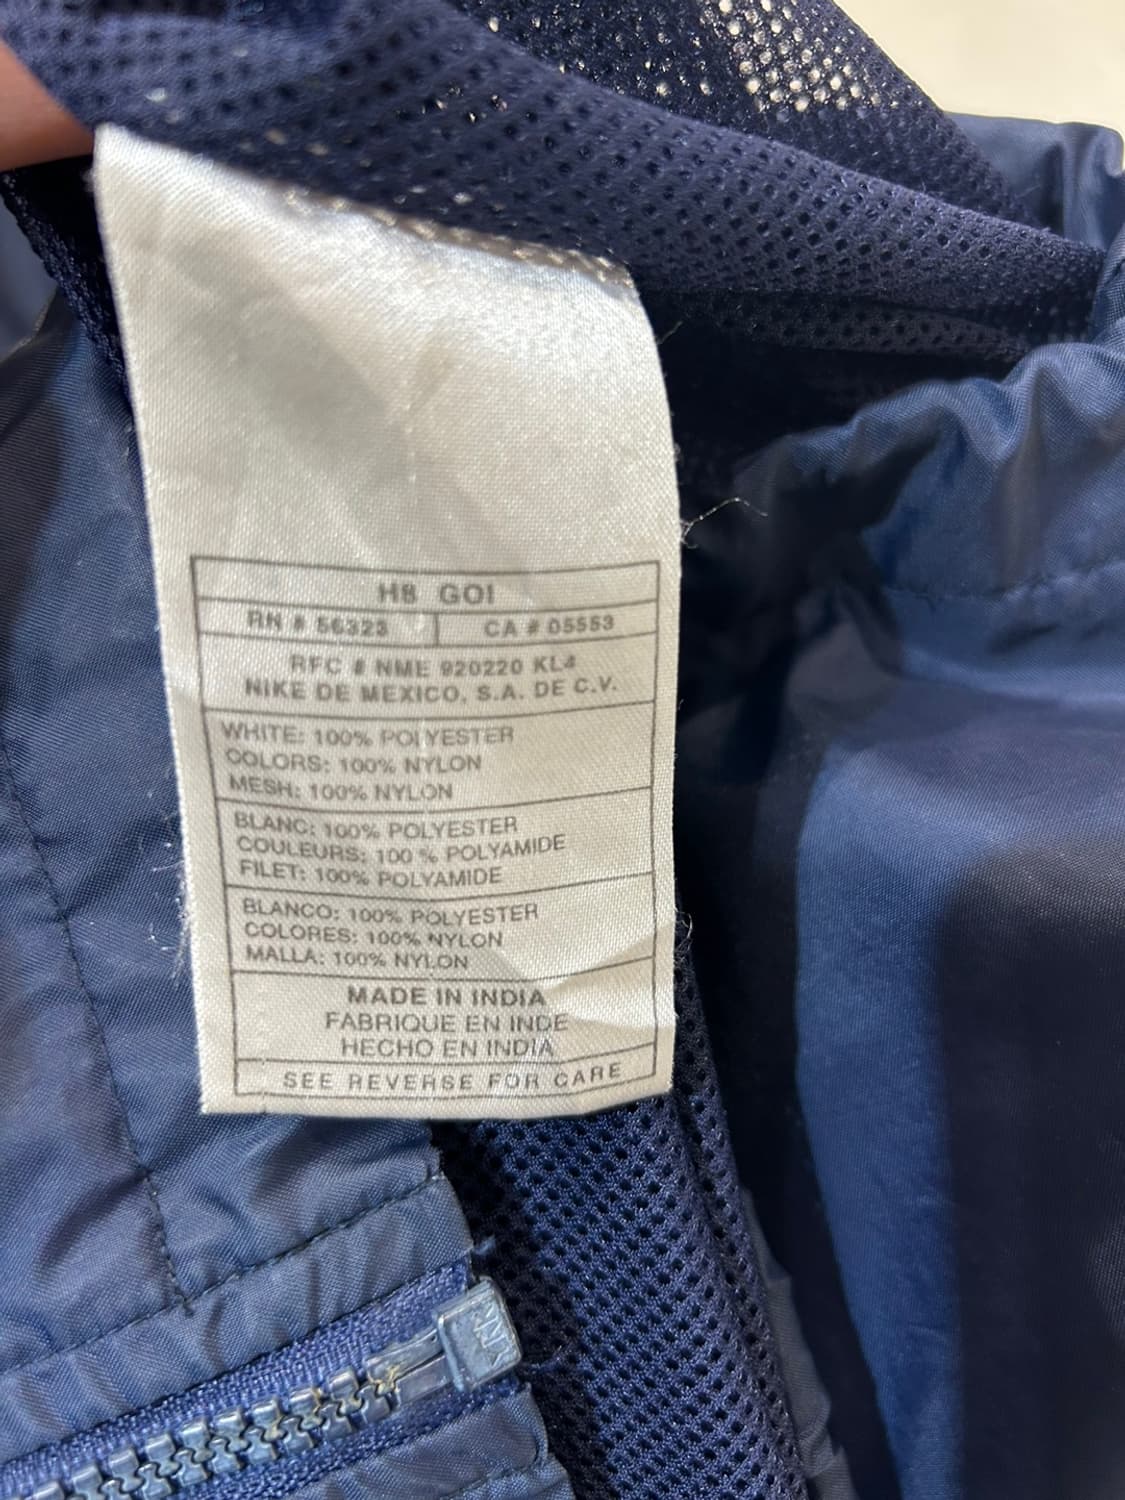 H8 GOI
RN # 56323 CA # 05553
RFC # NME 920220 KL4
NIKE DE MEXICO, S.A. DE C.V.
WHITE: 100% POLYESTER
COLORS: 100% NYLON
MESH: 100% NYLON
BLANC: 100% POLYESTER
COULEURS: 100 % POLYAMIDE
FILET: 100% POLYAMIDE
BLANCO: 100% POLYESTER
COLORES: 100% NYLON
MALLA: 100% NYLON
MADE IN INDIA
FABRIQUE EN INDE
HECHO EN INDIA
SEE REVERSE FOR CARE